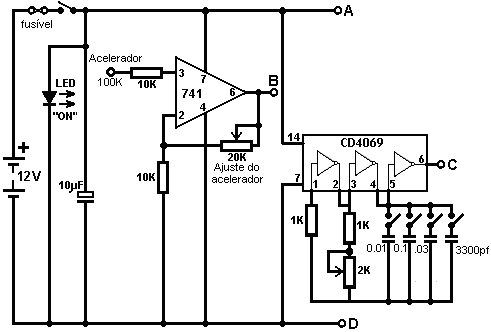 A
fusível
Acelerador
100K
10K
3
7
741
6
B
LED
"ON"
4
2
20K
Ajuste do
acelerador
+
12V
10µF
10K
14
CD4069
6
C
7
1
2
3
4
5
1K
1K
2K
0.01
0.1
.03
3300pf
D